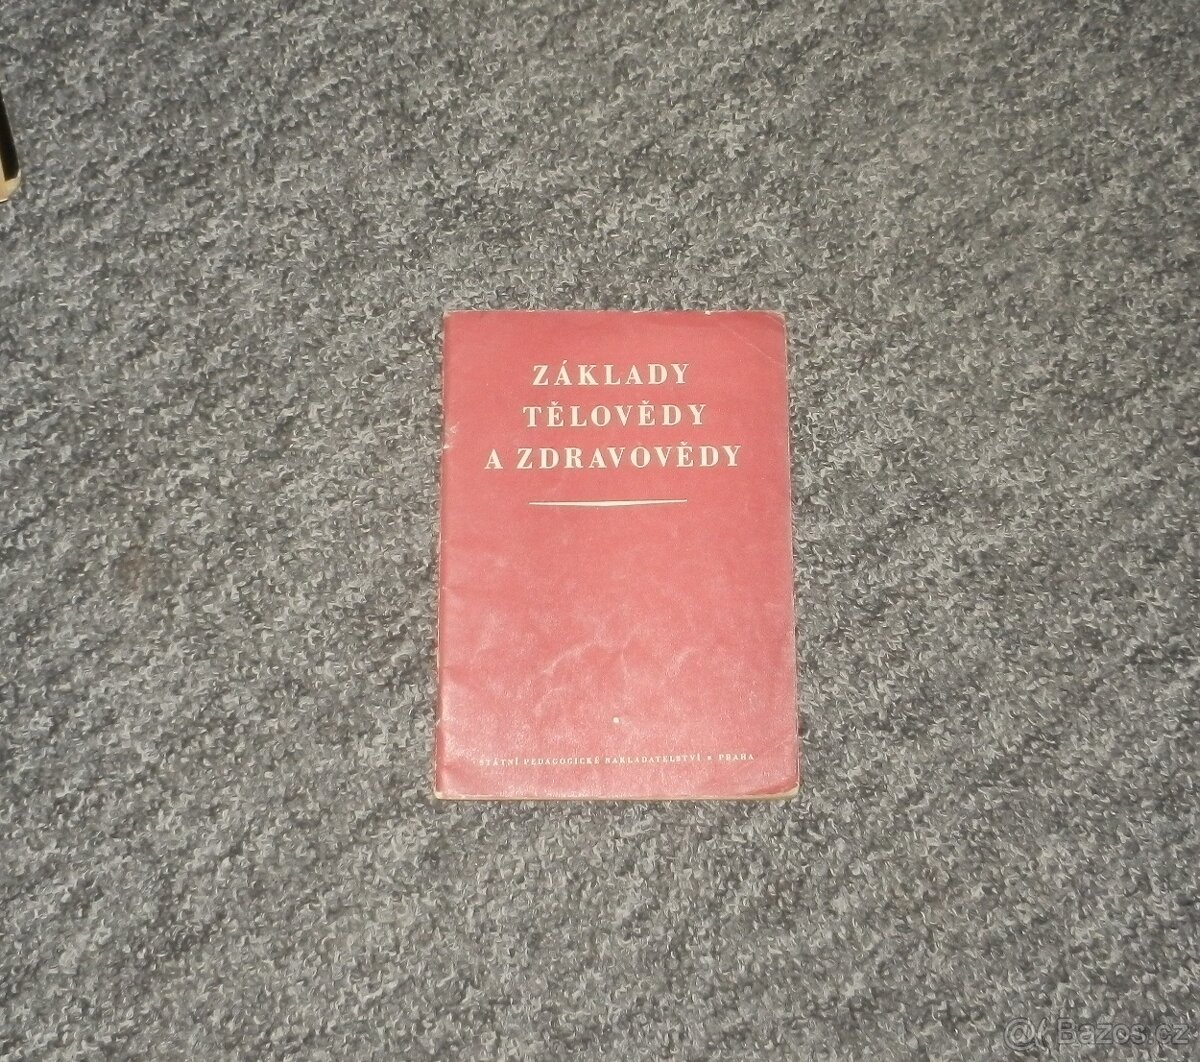 ZÁKLADY
TĚLOVĚDY
A ZDRAVOVĚDY
STÁTNÍ PEDAGOGICKÉ NAKLADATELSTVÍ • PRAHA
@( Bazos.cz